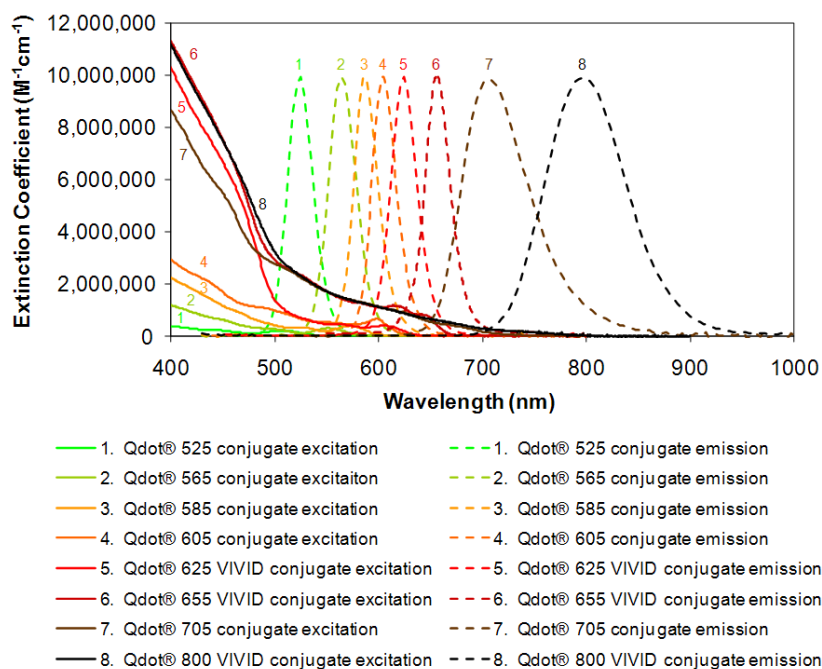 12,000,000
10,000,000
8,000,000
6,000,000
4,000,000
2,000,000
0
Extinction Coefficient (M-1cm-1)
6
5
7
8
4
3
2
1
1 2 3 4 5 6 7 8
400 500 600 700 800 900 1000
Wavelength (nm)
1. Qdot® 525 conjugate excitation
1. Qdot® 525 conjugate emission
2. Qdot® 565 conjugate excitaiton
2. Qdot® 565 conjugate emission
3. Qdot® 585 conjugate excitation
3. Qdot® 585 conjugate emission
4. Qdot® 605 conjugate excitation
4. Qdot® 605 conjugate emission
5. Qdot® 625 VIVID conjugate excitation
5. Qdot® 625 VIVID conjugate emission
6. Qdot® 655 VIVID conjugate excitation
6. Qdot® 655 VIVID conjugate emission
7. Qdot® 705 conjugate excitation
7. Qdot® 705 conjugate emission
8. Qdot® 800 VIVID conjugate excitation
8. Qdot® 800 VIVID conjugate emission